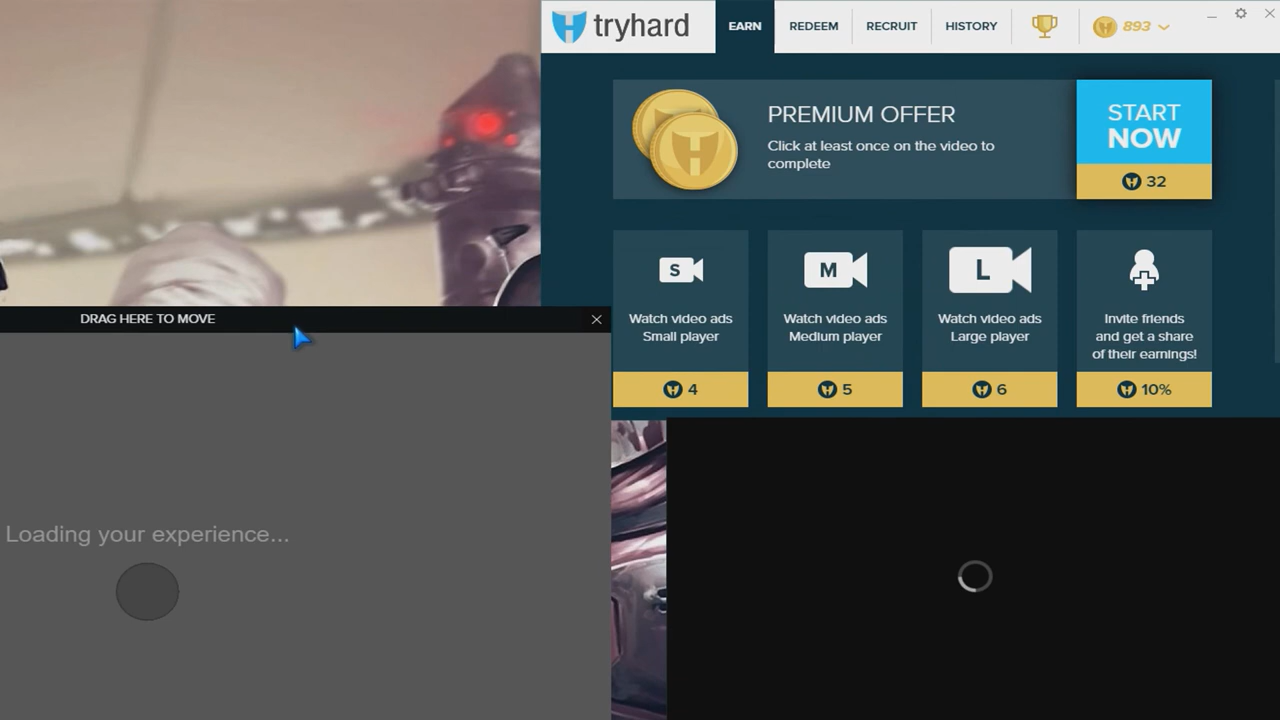 tryhard
EARN
REDEEM
RECRUIT
HISTORY
893
PREMIUM OFFER
Click at least once on the video to
complete
START
NOW
32
S
Watch video ads
Small player
4
M
Watch video ads
Medium player
5
L
Watch video ads
Large player
6
Invite friends
and get a share
of their earnings!
10%
DRAG HERE TO MOVE
Loading your experience...